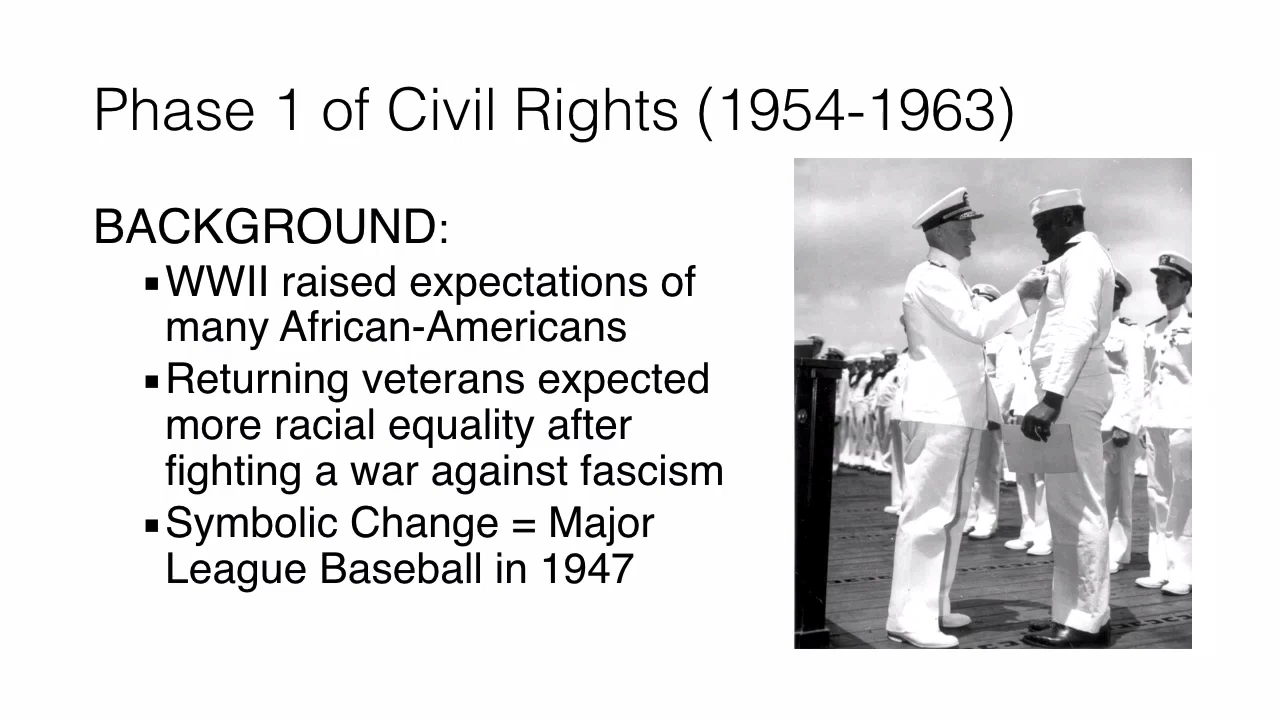 Phase 1 of Civil Rights (1954-1963)
BACKGROUND:
▪WWII raised expectations of
many African-Americans
▪Returning veterans expected
more racial equality after
fighting a war against fascism
▪Symbolic Change = Major
League Baseball in 1947